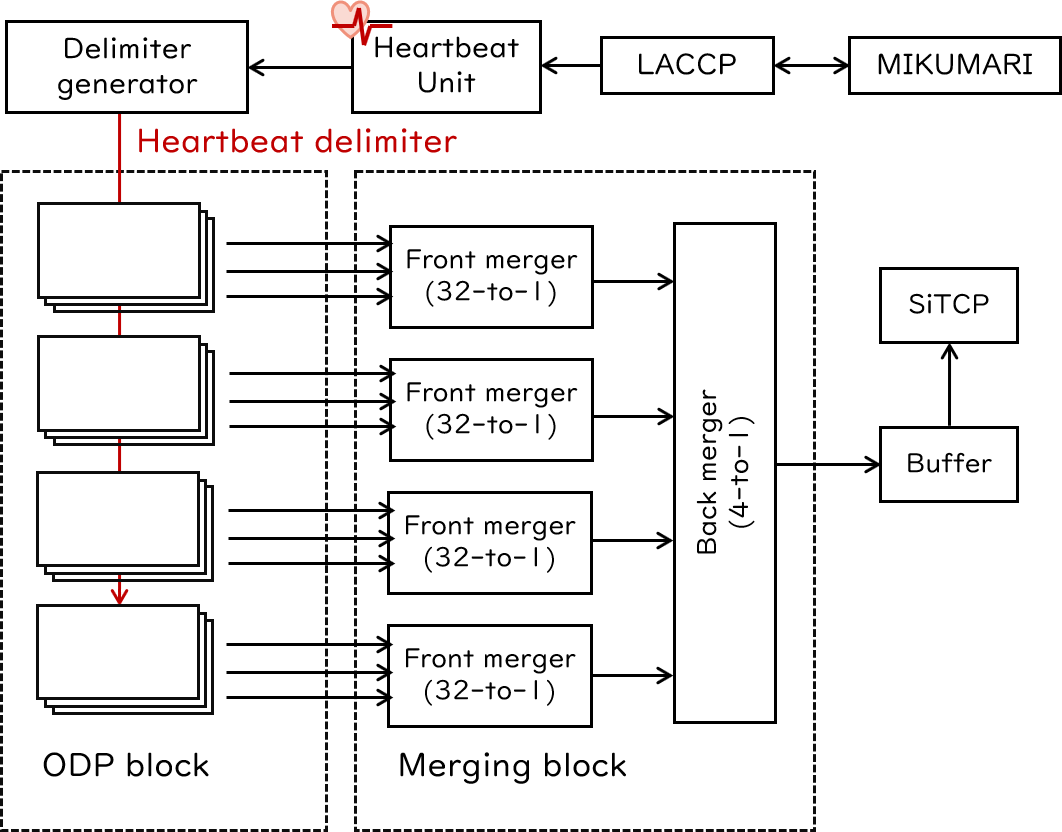 Delimiter
generator
Heartbeat
Unit
LACCP
MIKUMARI
Heartbeat delimiter
Front merger
(32-to-1)
Front merger
(32-to-1)
Front merger
(32-to-1)
Front merger
(32-to-1)
Back merger
(4-to-1)
SiTCP
Buffer
ODP block
Merging block